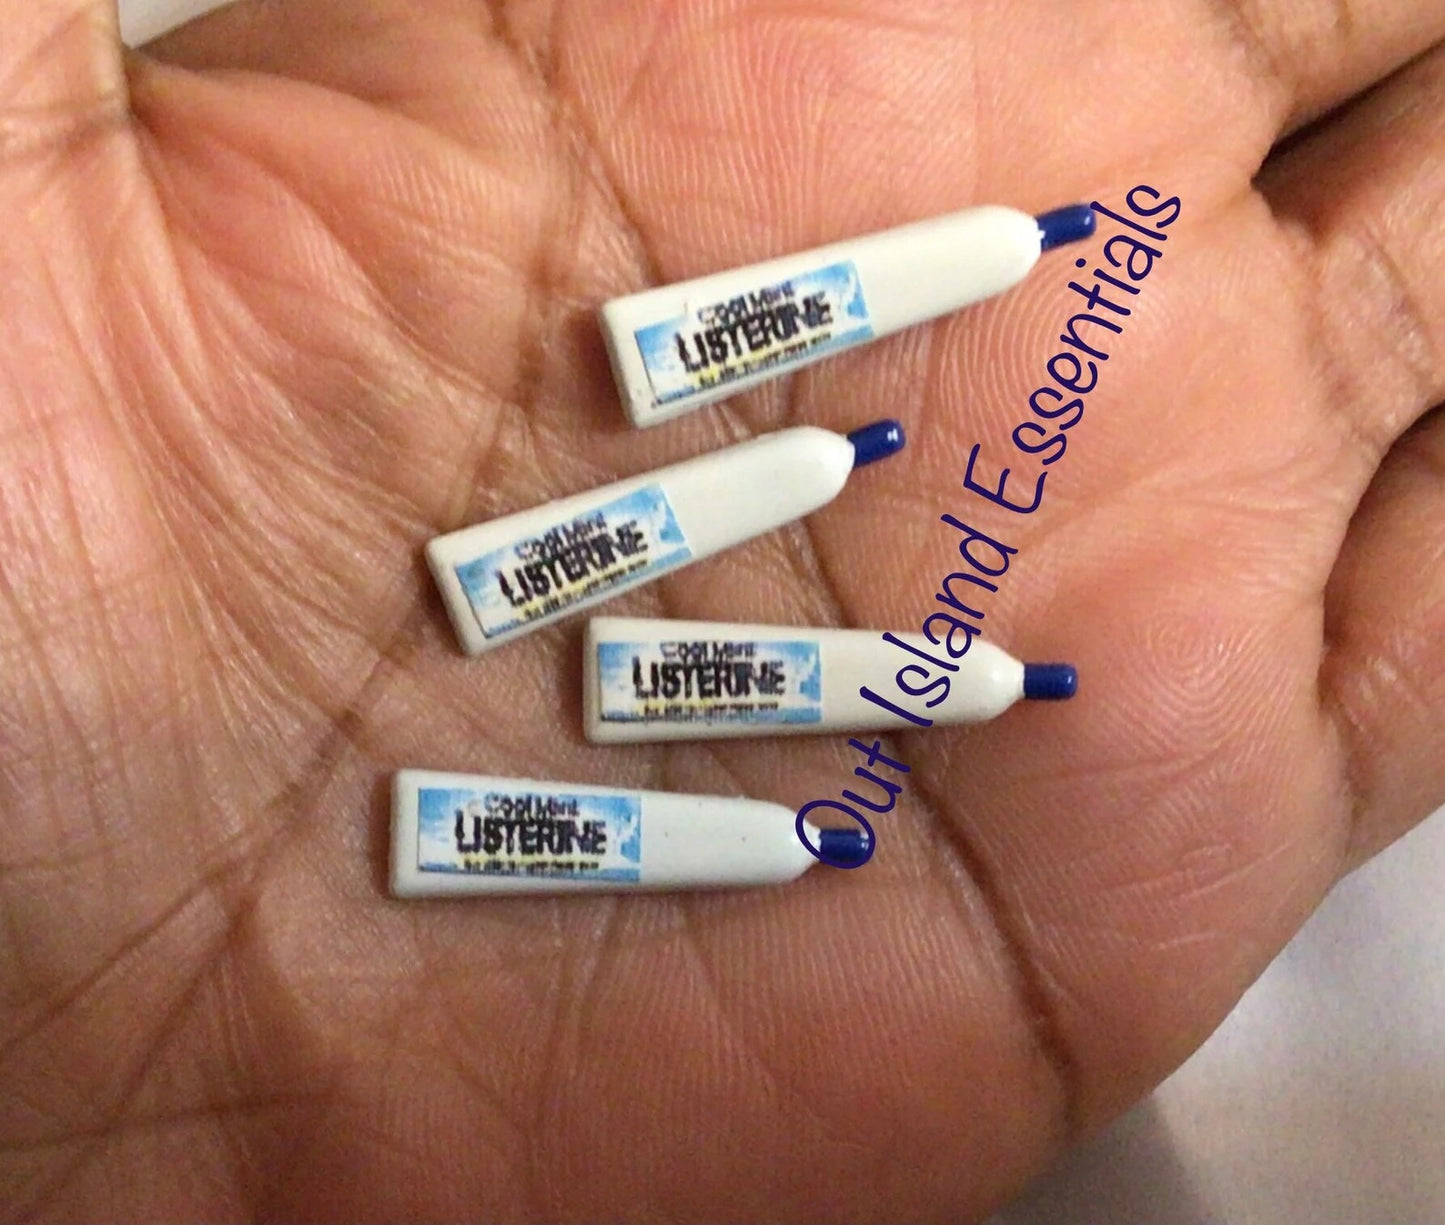 Cool Mint
LISTERINE
Cool Mint
LISTERINE
Cool Mint
LISTERINE
Cool Mint
LISTERINE
Out Island Essentials